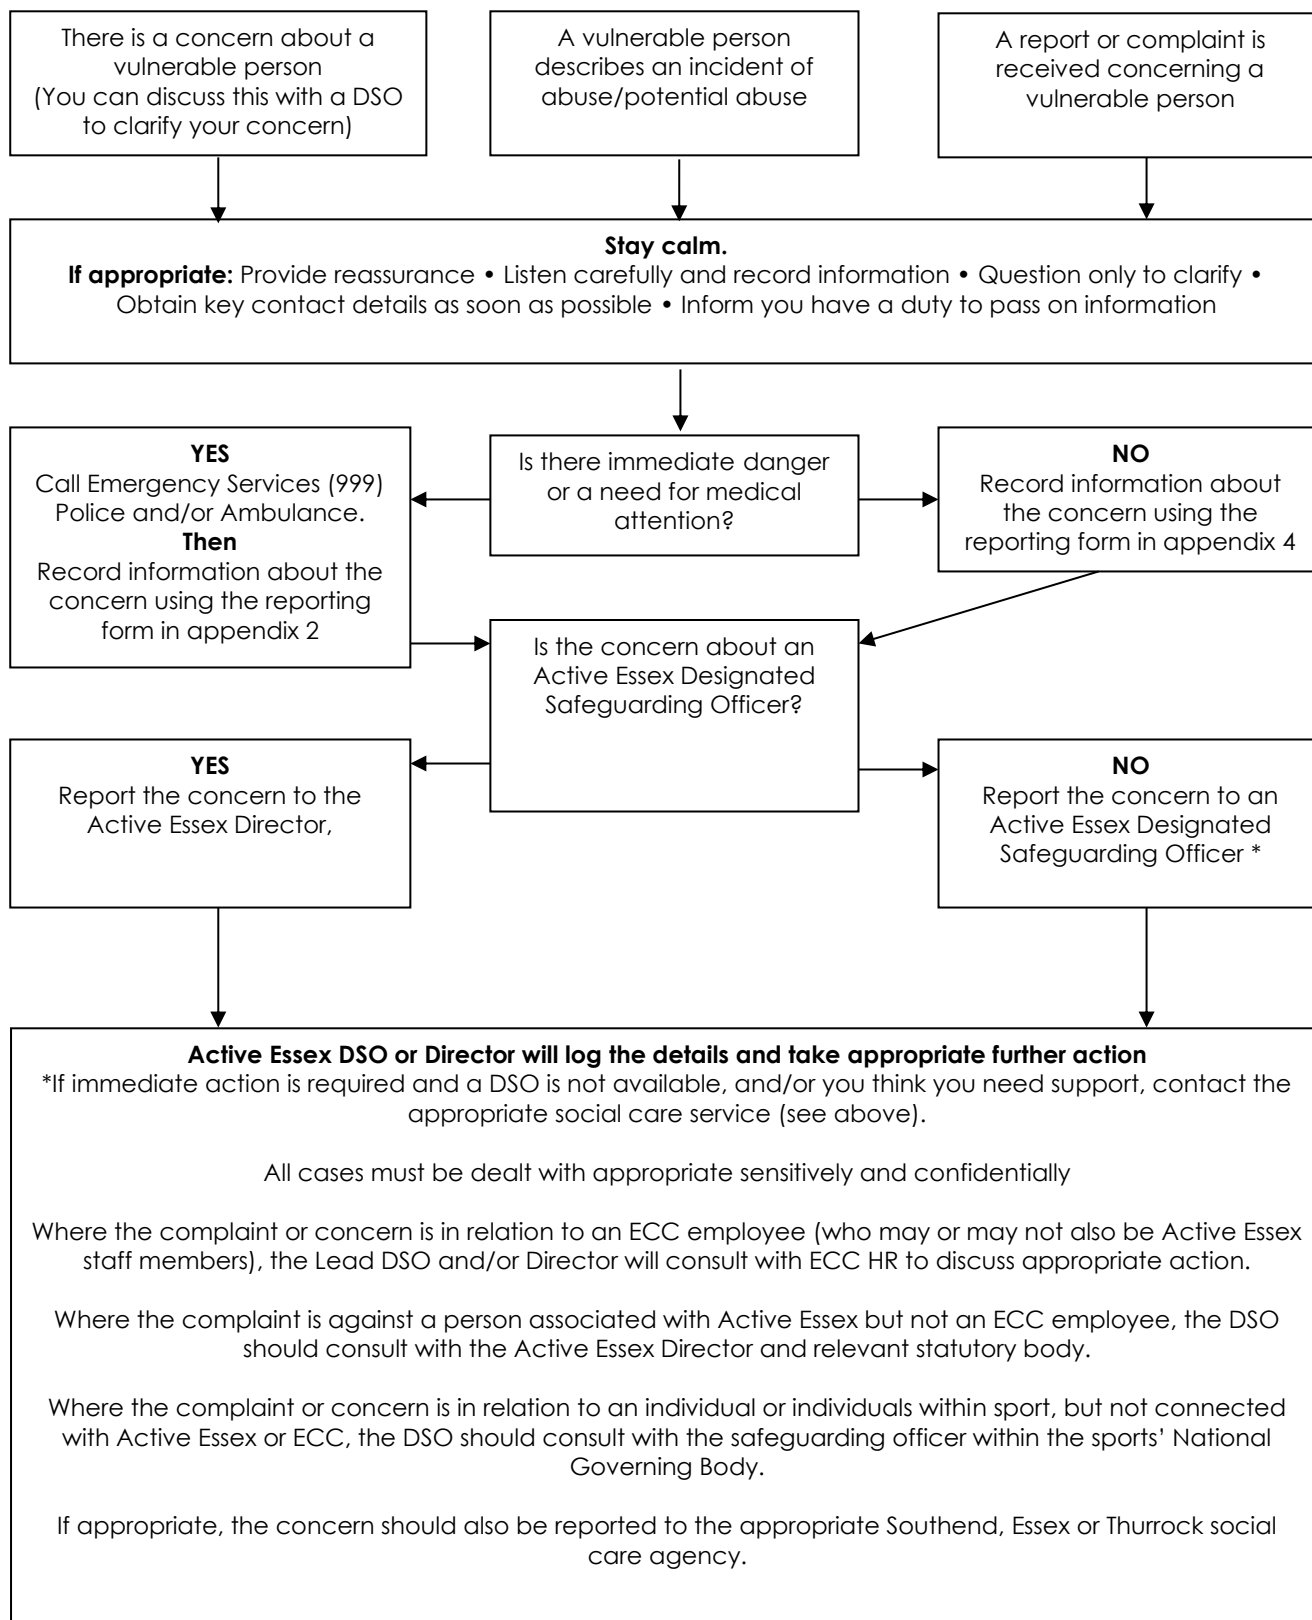 There is a concern about a
vulnerable person
(You can discuss this with a DSO
to clarify your concern)
A vulnerable person
describes an incident of
abuse/potential abuse
A report or complaint is
received concerning a
vulnerable person
Stay calm.
If appropriate: Provide reassurance • Listen carefully and record information • Question only to clarify •
Obtain key contact details as soon as possible • Inform you have a duty to pass on information
YES
Call Emergency Services (999)
Police and/or Ambulance.
Then
Record information about the
concern using the reporting
form in appendix 2
Is there immediate danger
or a need for medical
attention?
NO
Record information about
the concern using the
reporting form in appendix 4
Is the concern about an
Active Essex Designated
Safeguarding Officer?
YES
Report the concern to the
Active Essex Director,
NO
Report the concern to an
Active Essex Designated
Safeguarding Officer *
Active Essex DSO or Director will log the details and take appropriate further action
*If immediate action is required and a DSO is not available, and/or you think you need support, contact the
appropriate social care service (see above).
All cases must be dealt with appropriate sensitively and confidentially
Where the complaint or concern is in relation to an ECC employee (who may or may not also be Active Essex
staff members), the Lead DSO and/or Director will consult with ECC HR to discuss appropriate action.
Where the complaint is against a person associated with Active Essex but not an ECC employee, the DSO
should consult with the Active Essex Director and relevant statutory body.
Where the complaint or concern is in relation to an individual or individuals within sport, but not connected
with Active Essex or ECC, the DSO should consult with the safeguarding officer within the sports' National
Governing Body.
If appropriate, the concern should also be reported to the appropriate Southend, Essex or Thurrock social
care agency.